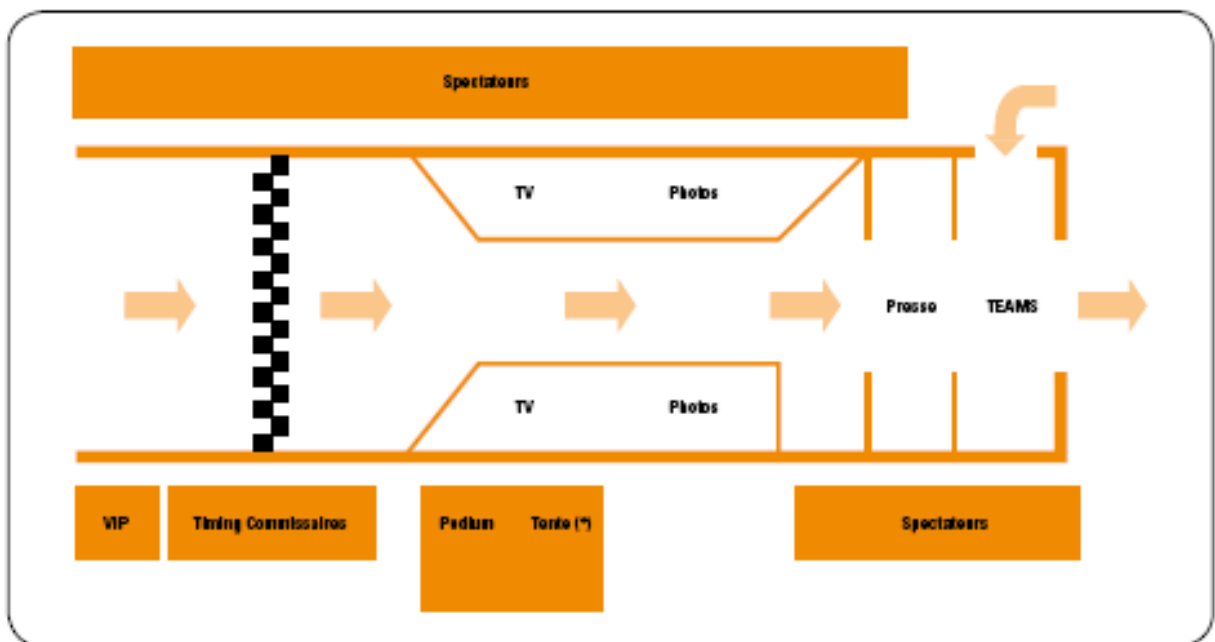 Spectateurs
TV Photos
Presse TEAMS
TV Photos
VIP Timing Commissaires Podium Tente (*) Spectateurs